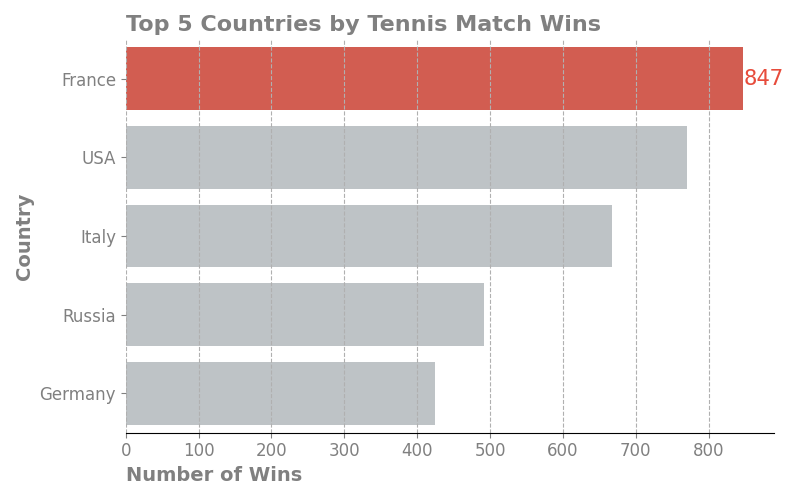 Top 5 Countries by Tennis Match Wins
France
847
USA
Italy
Russia
Germany
Country
0 100 200 300 400 500 600 700 800
Number of Wins